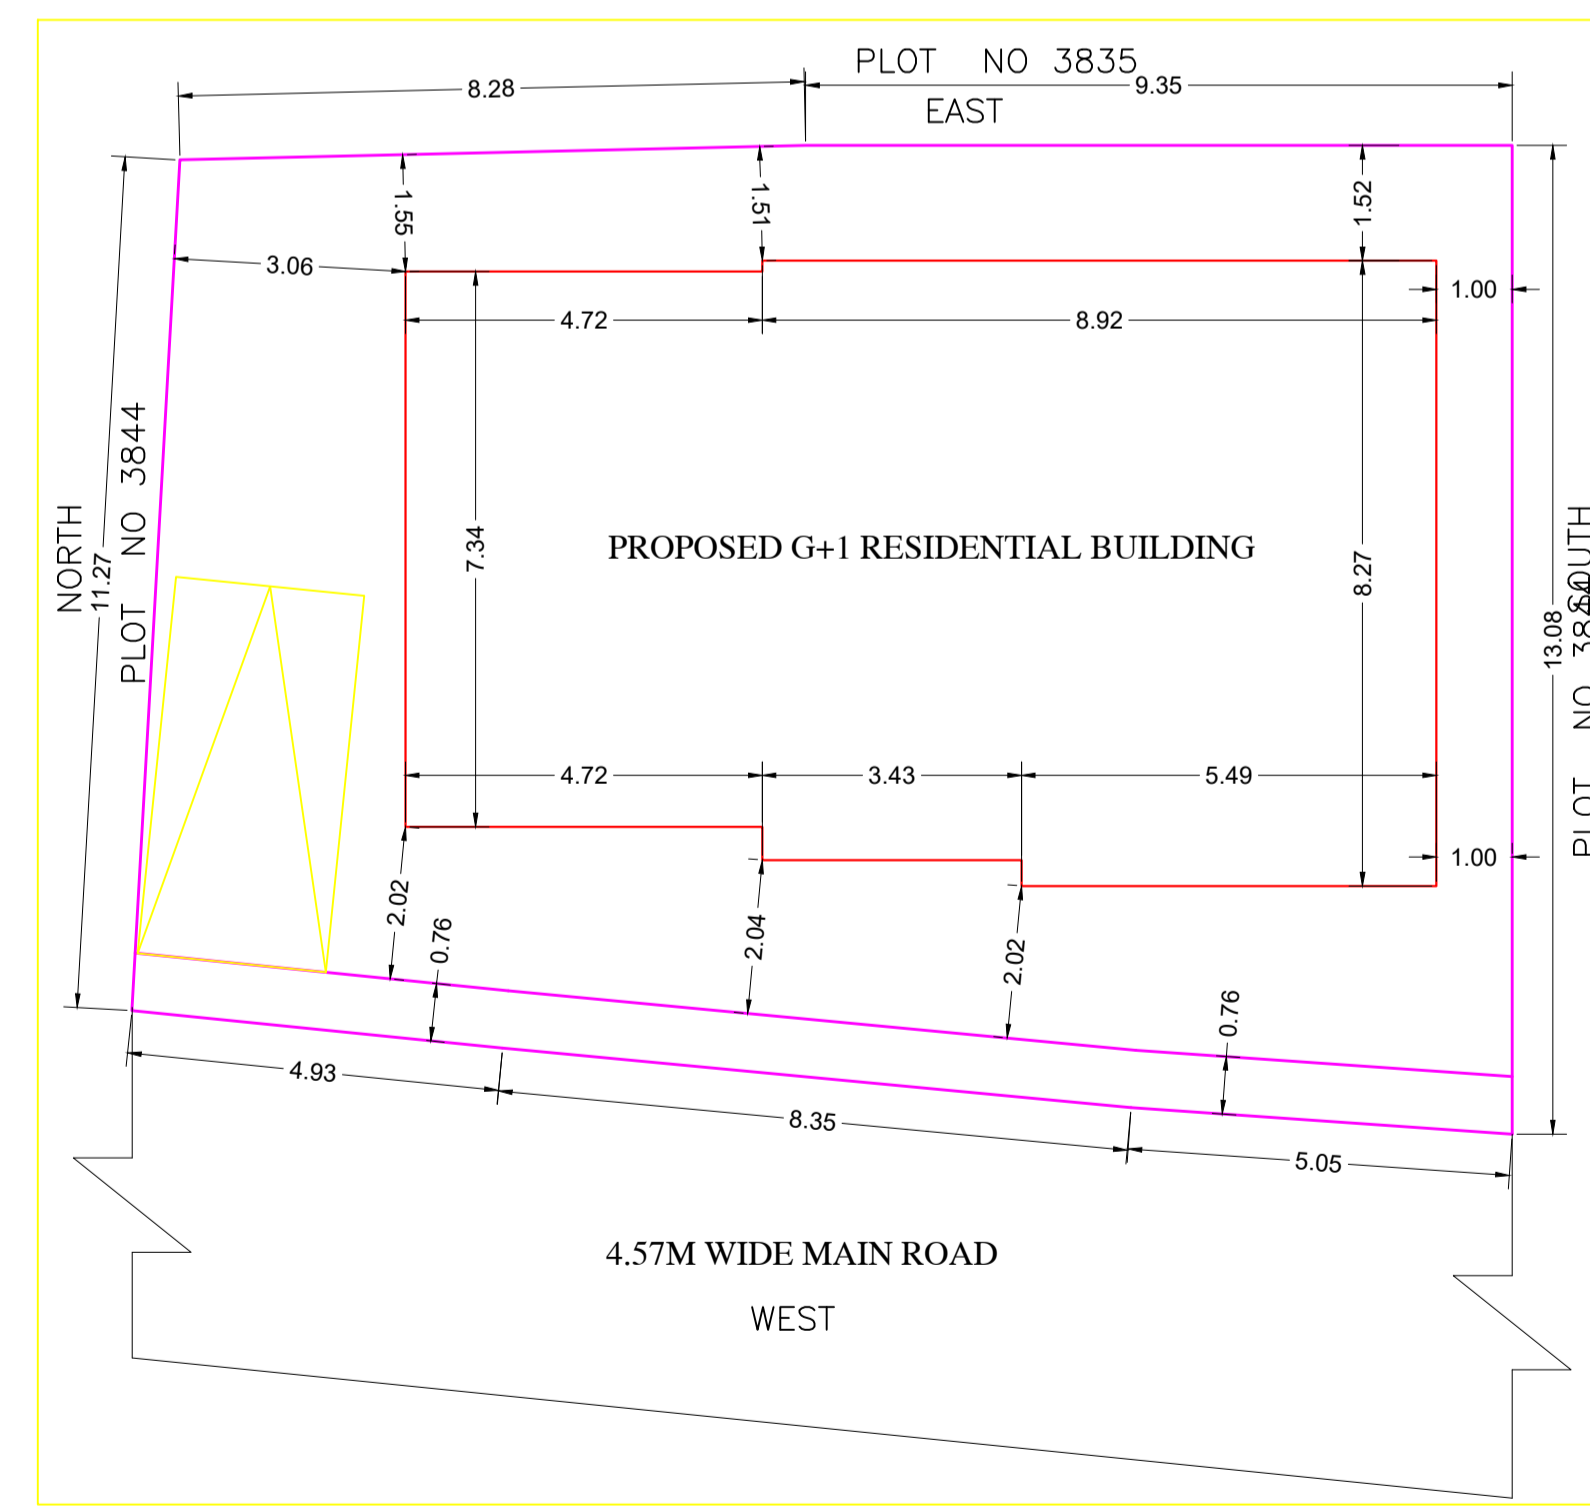 PLOT NO 3835
8.28
9.35
EAST
1.55
1.51
1.52
3.06
1.00
4.72
8.92
NORTH
11.27
PLOT NO 3844
7.34
PROPOSED G+1 RESIDENTIAL BUILDING
8.27
13.08
SOUTH
PLOT NO
4.72
3.43
5.49
1.00
2.02
0.76
2.04
2.02
0.76
4.93
8.35
5.05
4.57M WIDE MAIN ROAD
WEST